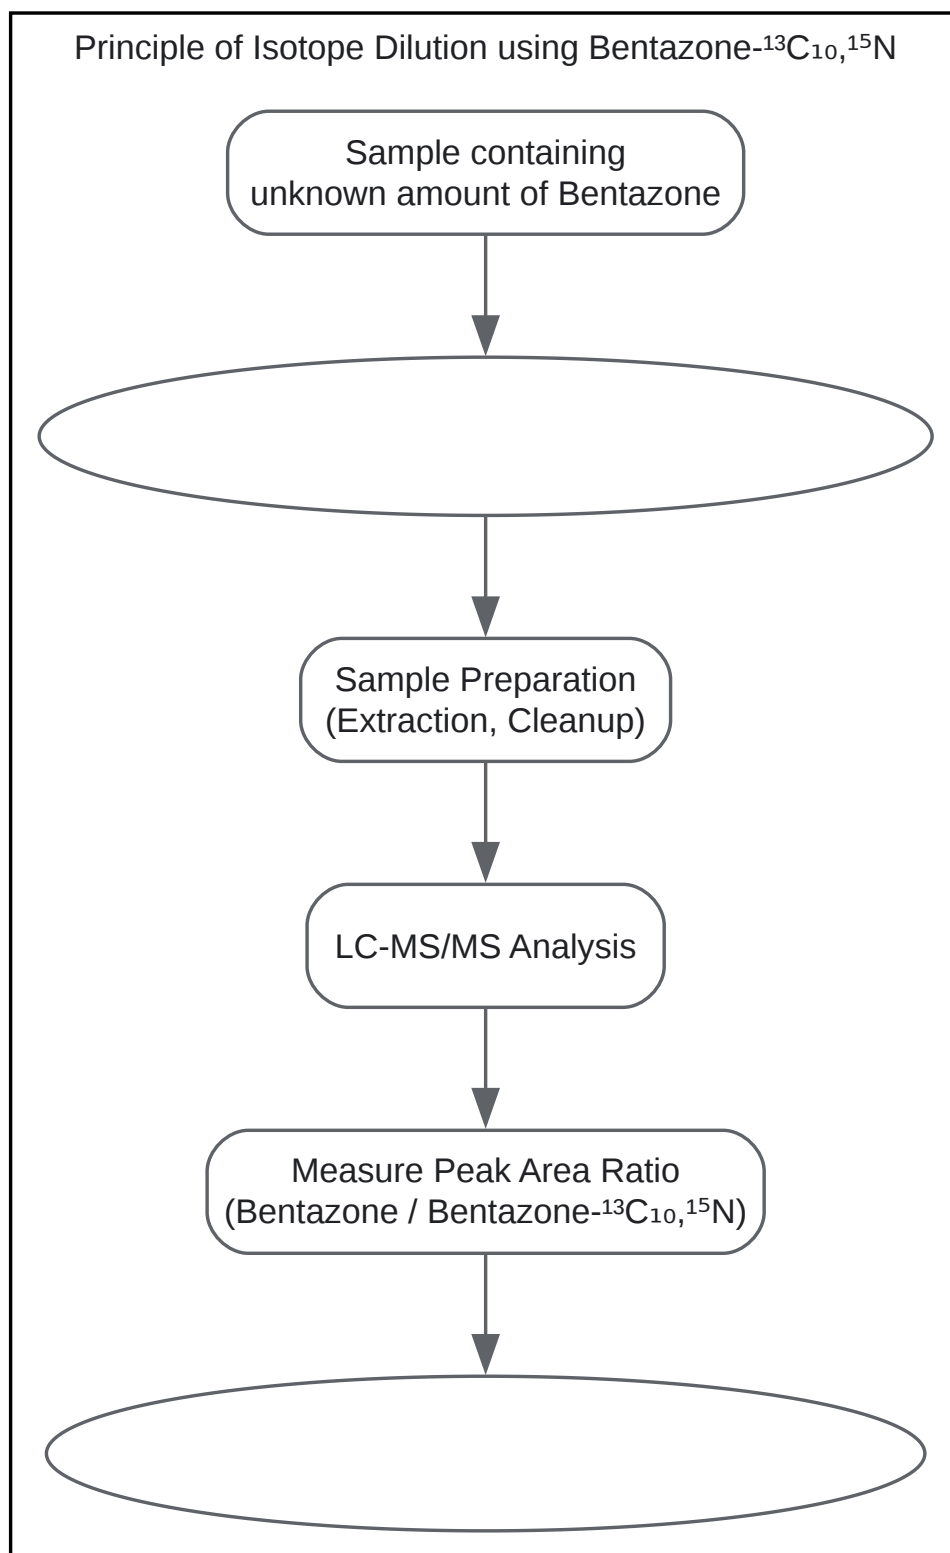 Principle of Isotope Dilution using Bentazone-¹³C₁₀,¹⁵N
Sample containing
unknown amount of Bentazone
Sample Preparation
(Extraction, Cleanup)
LC-MS/MS Analysis
Measure Peak Area Ratio
(Bentazone / Bentazone-¹³C₁₀,¹⁵N)